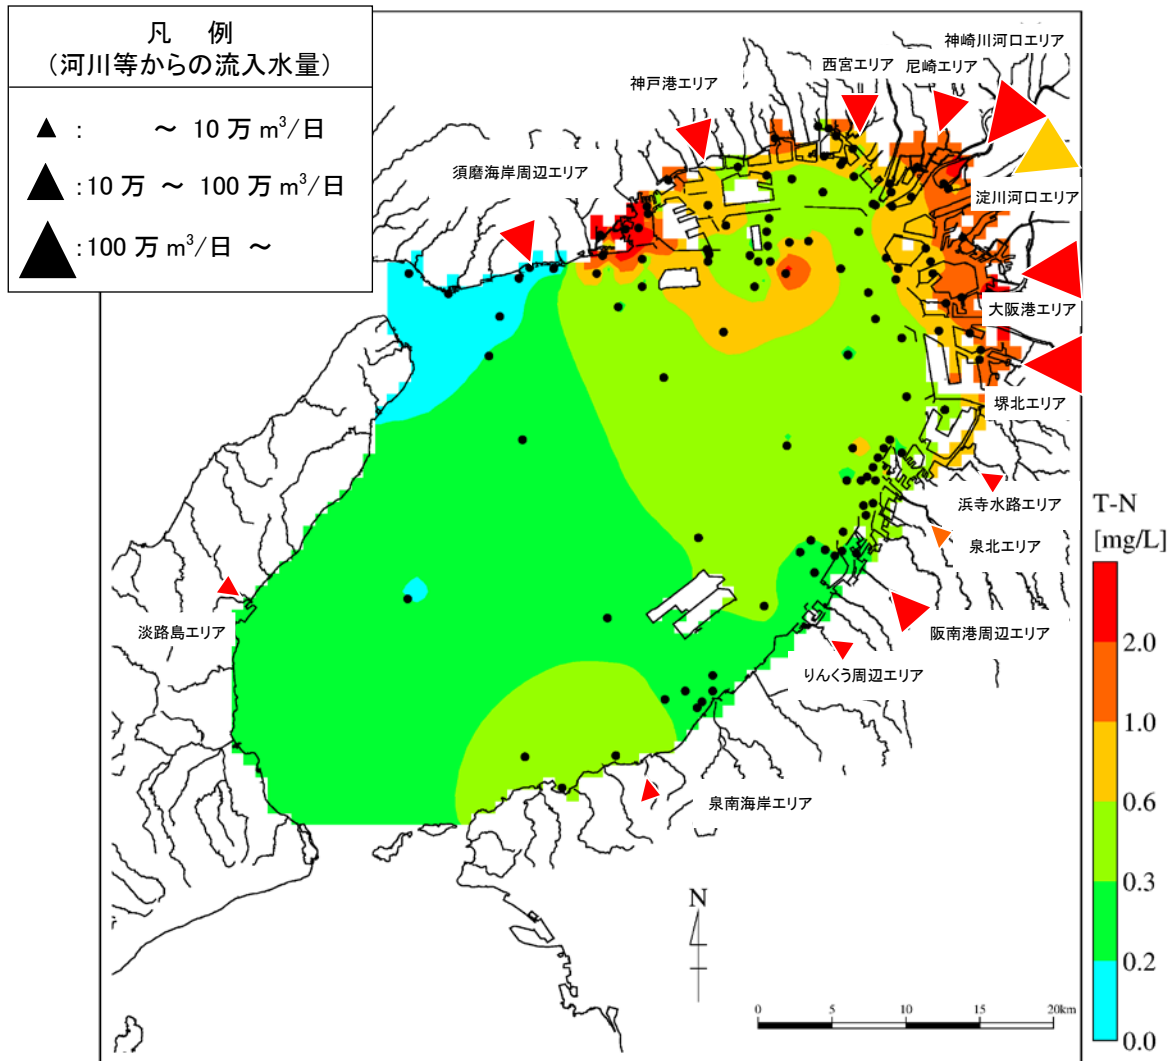 凡 例
（河川等からの流入水量）
： ～ 10 万 m³/日
：10 万 ～ 100万 m³/日
：100 万 m³/日 ～
神崎川河口エリア
西宮エリア
尼崎エリア
神戸港エリア
須磨海岸周辺エリア
淀川河口エリア
大阪港エリア
堺北エリア
浜寺水路エリア
泉北エリア
阪南港周辺エリア
りんくう周辺エリア
淡路島エリア
泉南海岸エリア
T-N
[mg/L]
2.0
1.0
0.6
0.3
0.2
0.0
N
0 5 10 15 20km